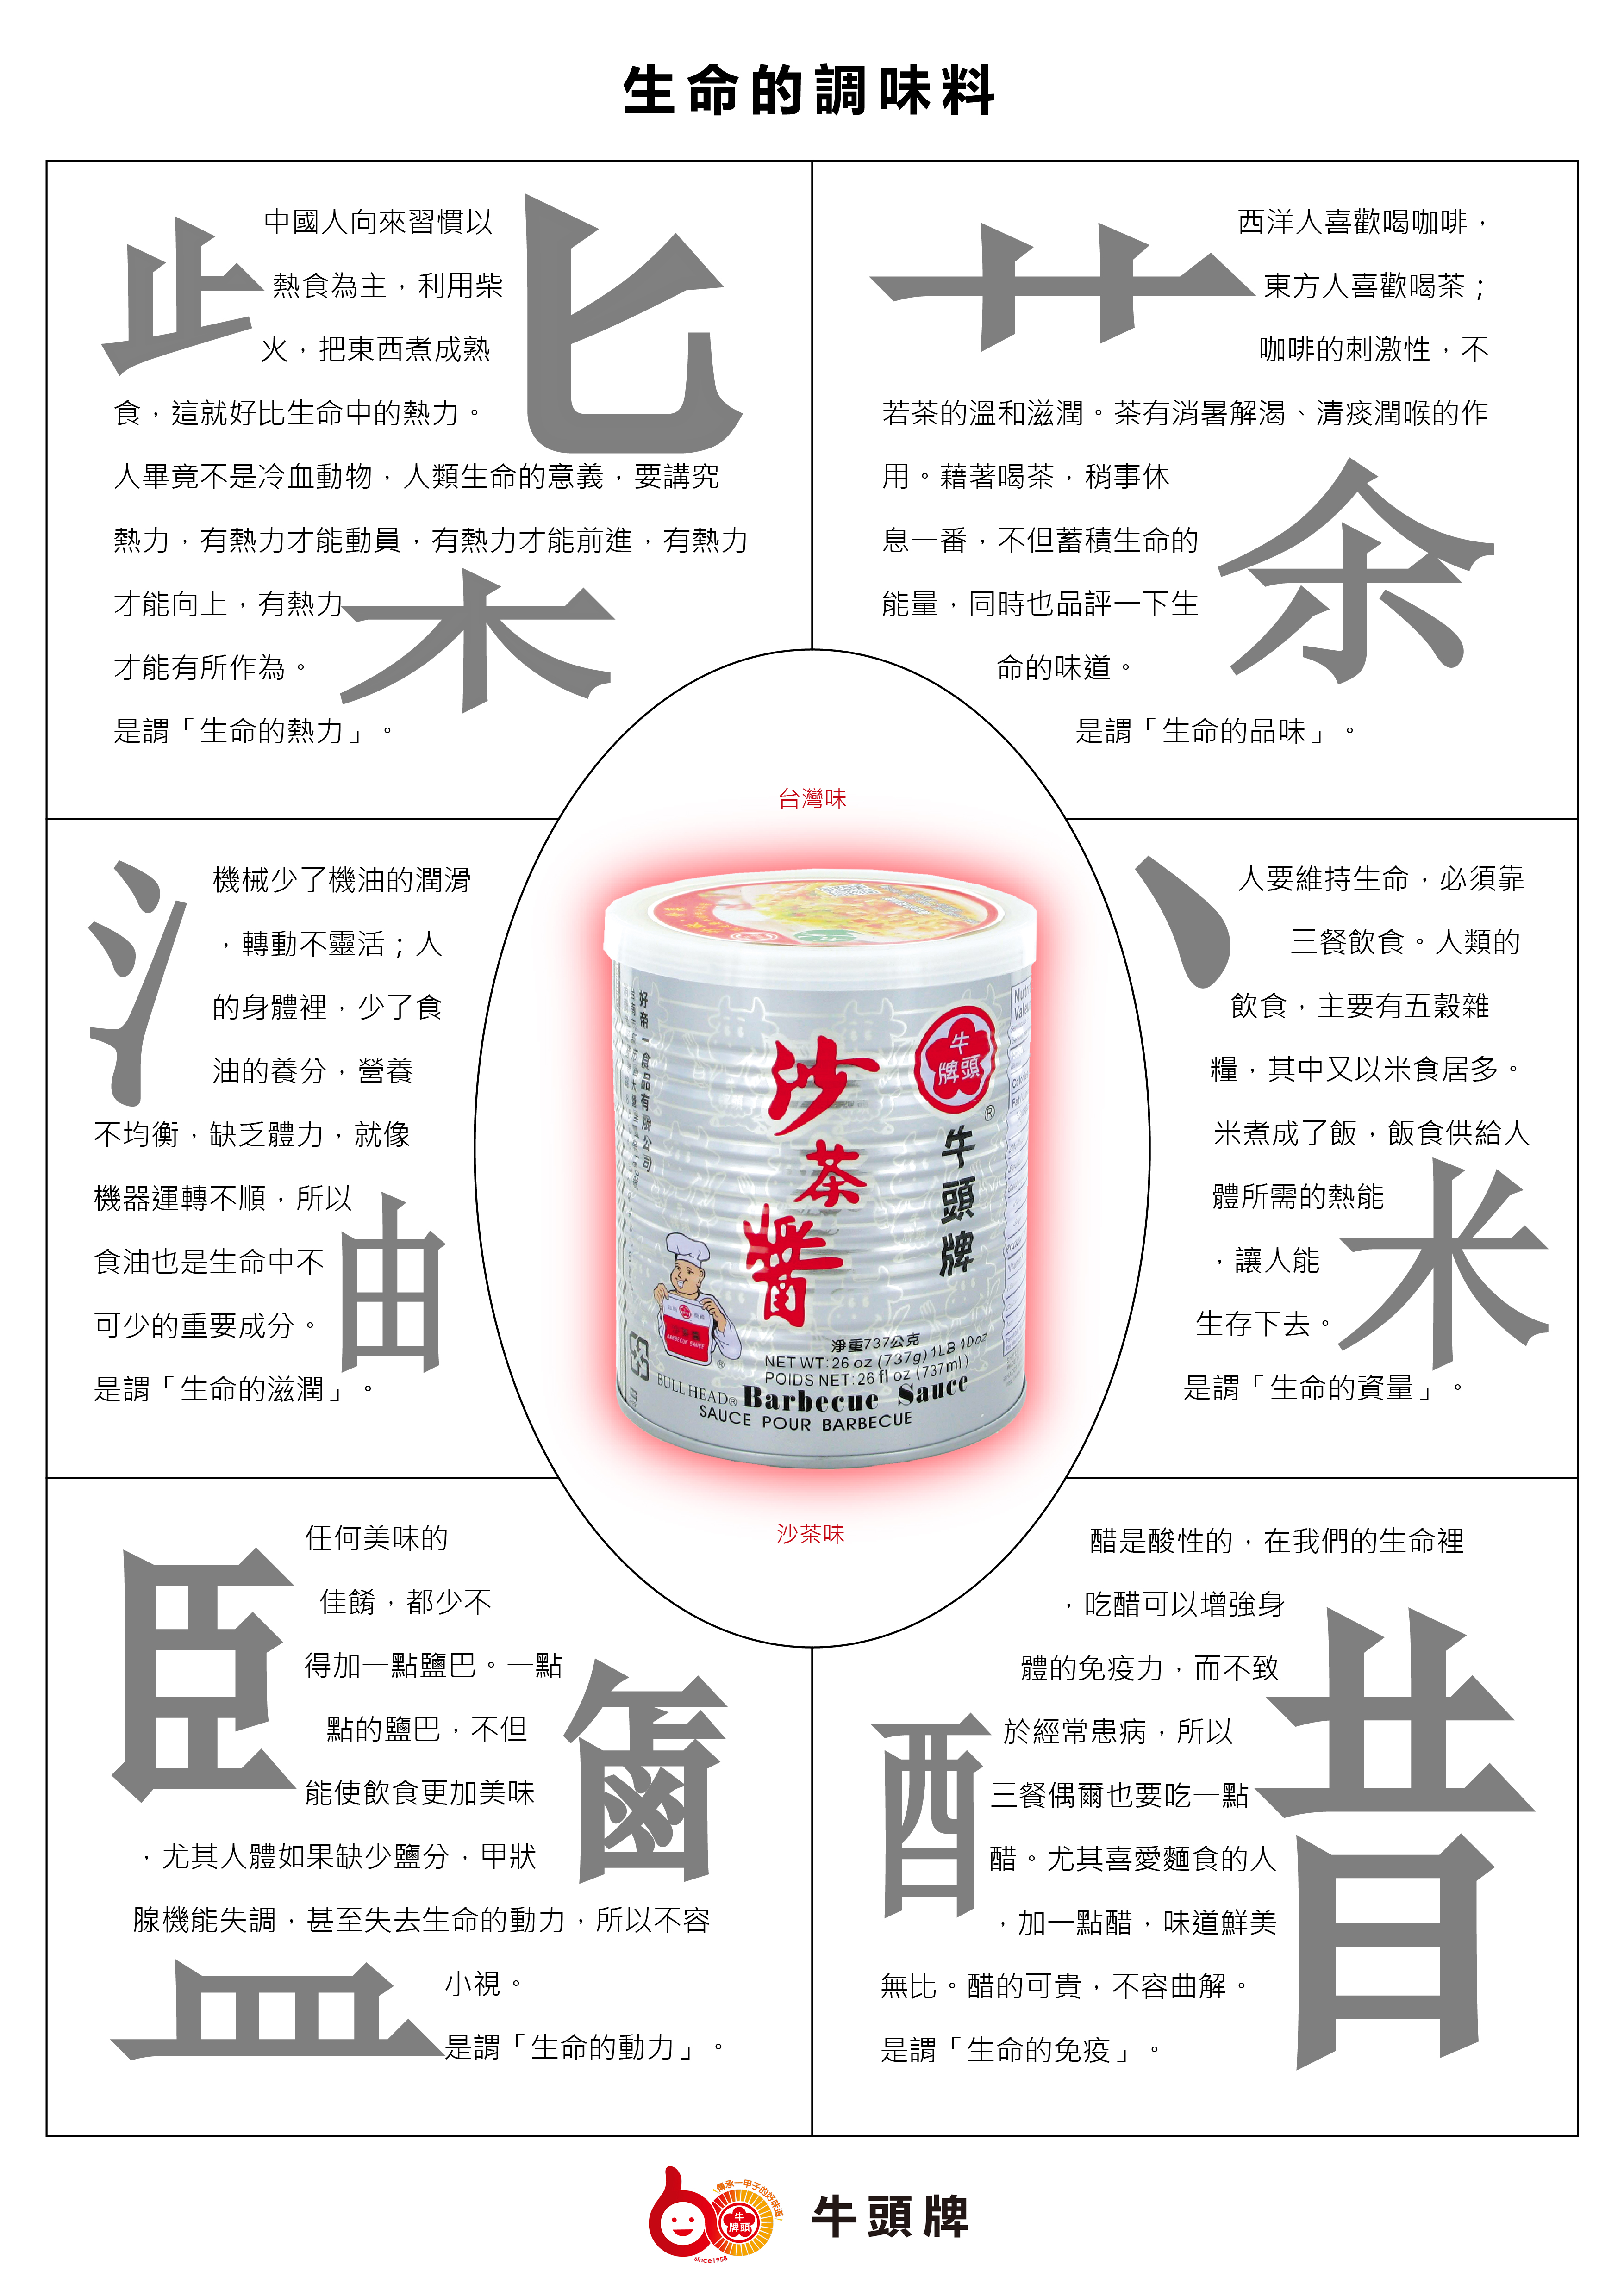 生命的調味料
柴
中國人向來習慣以
熱食為主，利用柴
火，把東西煮成熟
食，這就好比生命中的熱力。
人畢竟不是冷血動物，人類生命的意義，要講究
熱力，有熱力才能動員，有熱力才能前進，有熱力
才能向上，有熱力
才能有所作為。
是謂「生命的熱力」。
茶
西洋人喜歡喝咖啡，
東方人喜歡喝茶；
咖啡的刺激性，不
若茶的溫和滋潤。茶有消暑解渴、清痰潤喉的作
用。藉著喝茶，稍事休
息一番，不但蓄積生命的
能量，同時也品評一下生
命的味道。
是謂「生命的品味」。
油
機械少了機油的潤滑
，轉動不靈活；人
的身體裡，少了食
油的養分，營養
不均衡，缺乏體力，就像
機器運轉不順，所以
食油也是生命中不
可少的重要成分。
是謂「生命的滋潤」。
台灣味
好帝一食品有限公司
牛頭牌
®
沙茶醬
牛頭牌
BARBECUE SAUCE
®
淨重737公克
NET WT:26 oz (737g) 1LB 10oz
POIDS NET:26 fl oz (737ml)
BULL HEAD® Barbecue Sauce
SAUCE POUR BARBECUE
沙茶味
米
人要維持生命，必須靠
三餐飲食。人類的
飲食，主要有五穀雜
糧，其中又以米食居多。
米煮成了飯，飯食供給人
體所需的熱能
，讓人能
生存下去。
是謂「生命的資量」。
鹽
任何美味的
佳餚，都少不
得加一點鹽巴。一點
點的鹽巴，不但
能使飲食更加美味
，尤其人體如果缺少鹽分，甲狀
腺機能失調，甚至失去生命的動力，所以不容
小視。
是謂「生命的動力」。
醋
醋是酸性的，在我們的生命裡
，吃醋可以增強身
體的免疫力，而不致
於經常患病，所以
三餐偶爾也要吃一點
醋。尤其喜愛麵食的人
，加一點醋，味道鮮美
無比。醋的可貴，不容曲解。
是謂「生命的免疫」。
傳承一甲子的好味道
牛頭牌
since1958
牛頭牌